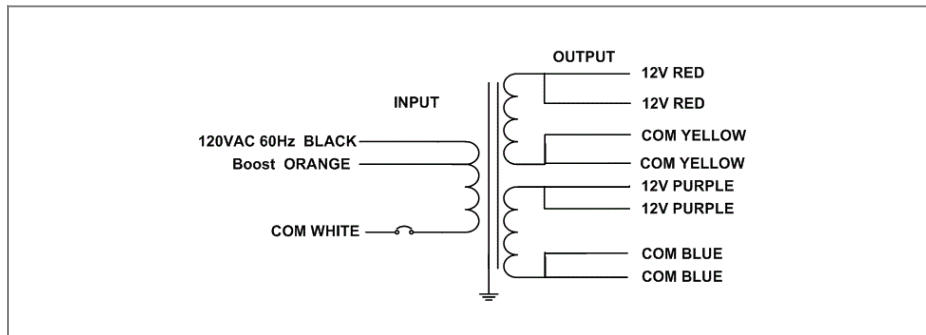 OUTPUT
INPUT
12V RED
12V RED
120VAC 60Hz BLACK
COM YELLOW
Boost ORANGE
COM YELLOW
12V PURPLE
12V PURPLE
COM WHITE
COM BLUE
COM BLUE